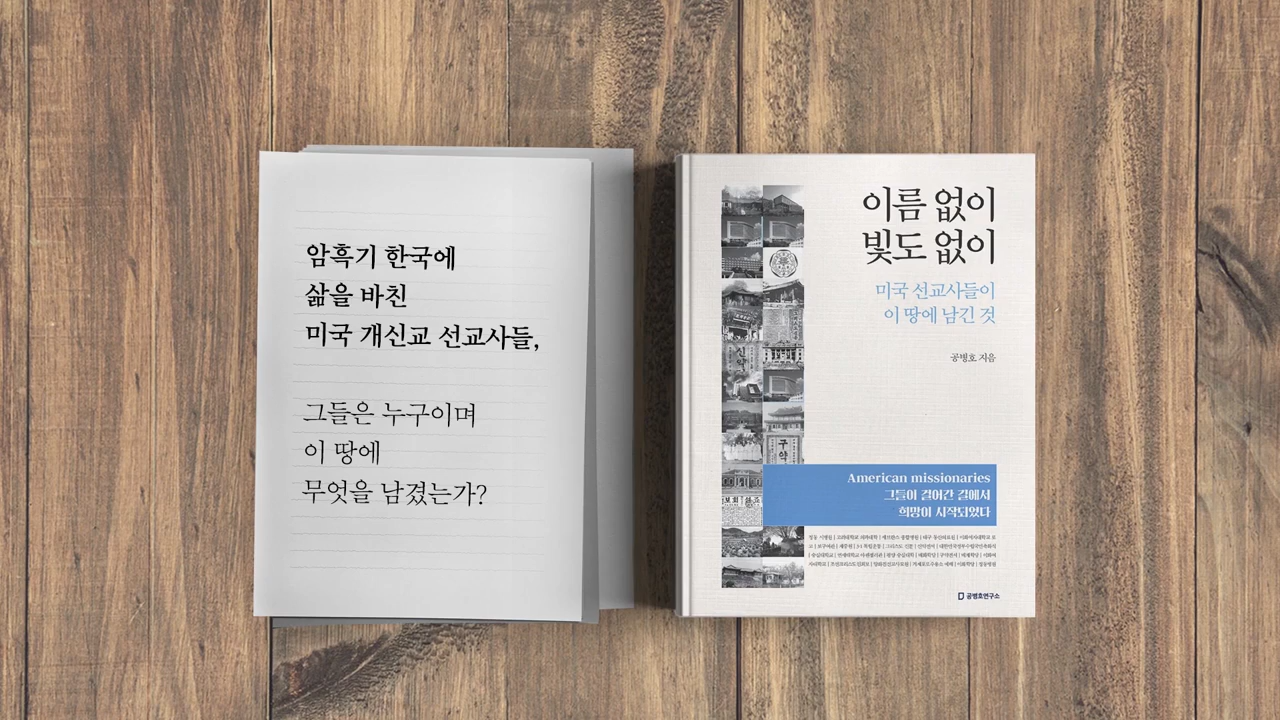 암흑기 한국에
삶을 바친
미국 개신교 선교사들,
그들은 누구이며
이 땅에
무엇을 남겼는가?
이름 없이
빛도 없이
미국 선교사들이
이 땅에 남긴 것
공병호 지음
구약
American missionaries
그들이 걸어간 길에서
희망이 시작되었다
공병호연구소